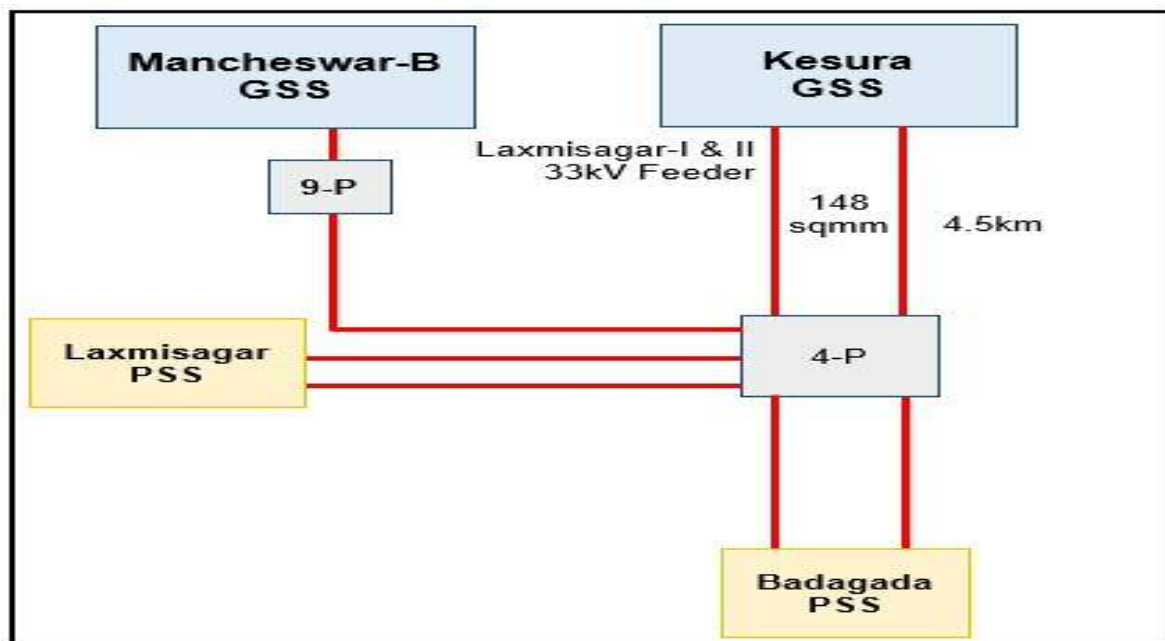 Mancheswar-B
GSS
Kesura
GSS
Laxmisagar-I & II
33kV Feeder
9-P
148
sqmm
4.5km
Laxmisagar
PSS
4-P
Badagada
PSS